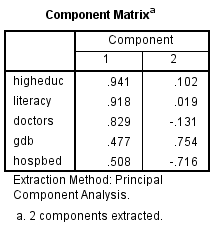 Component Matrixa
Component
1 2
higheduc .941 .102
literacy .918 .019
doctors .829 -.131
gdb .477 .754
hospbed .508 -.716
Extraction Method: Principal
Component Analysis.
a. 2 components extracted.